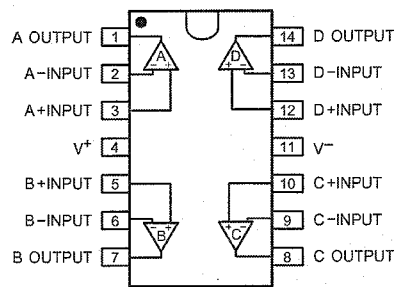 A OUTPUT 1 14 D OUTPUT
A D
A−INPUT 2 − + + − 13 D−INPUT
A+INPUT 3 12 D+INPUT
V+ 4 11 V−
B+INPUT 5 10 C+INPUT
B−INPUT 6 − + + − 9 C−INPUT
B C
B OUTPUT 7 8 C OUTPUT